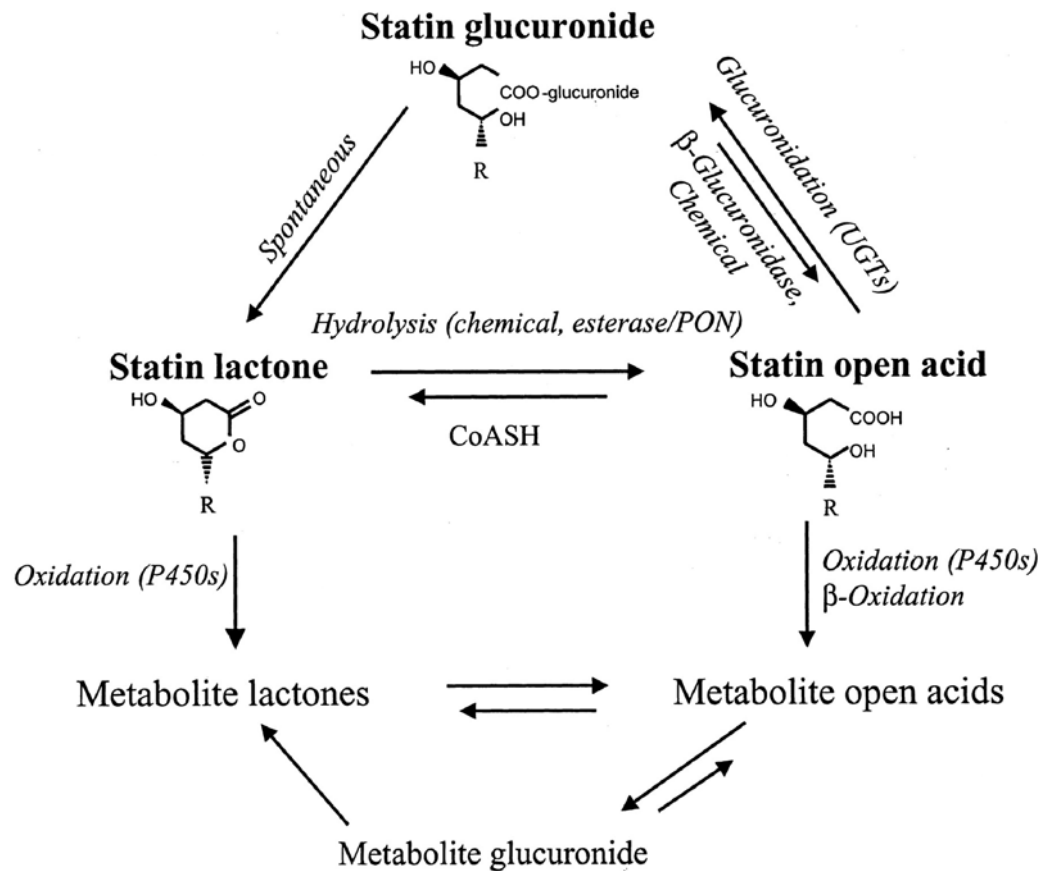 Statin glucuronide
HO
COO-glucuronide
OH
R
Spontaneous
Glucuronidation (UGTs)
β-Glucuronidase,
Chemical
Hydrolysis (chemical, esterase/PON)
Statin lactone
Statin open acid
CoASH
HO
O
O
R
HO
COOH
OH
R
Oxidation (P450s)
Oxidation (P450s)
β-Oxidation
Metabolite lactones
Metabolite open acids
Metabolite glucuronide